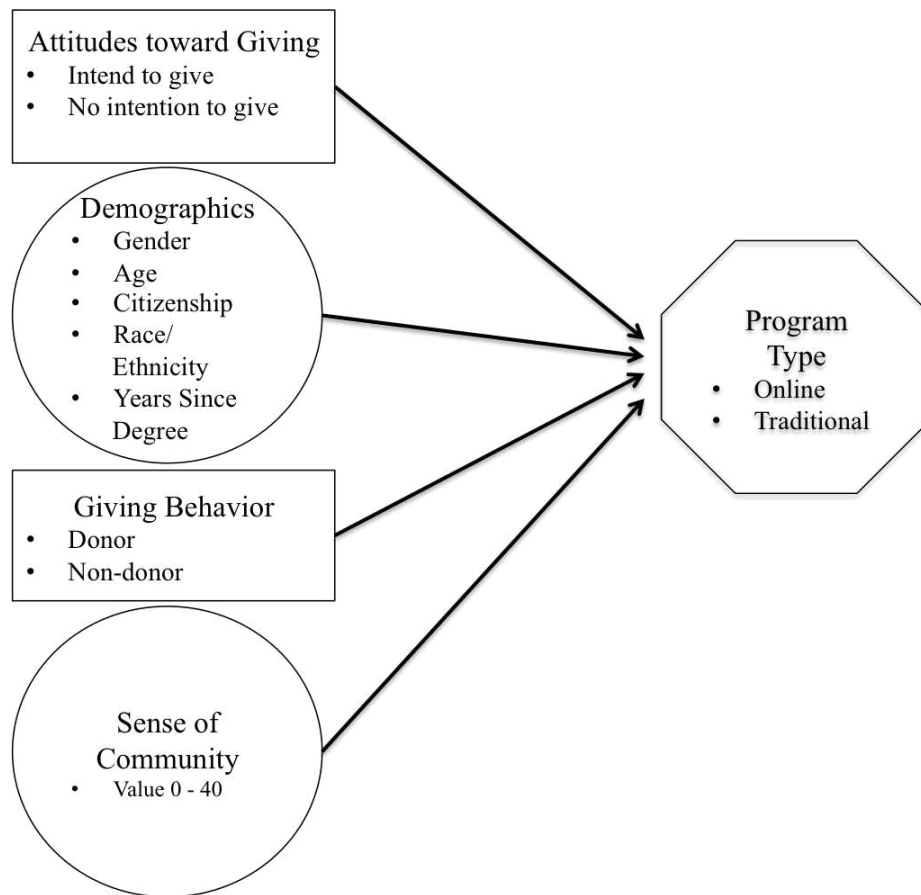 Attitudes toward Giving
• Intend to give
• No intention to give
Demographics
• Gender
• Age
• Citizenship
• Race/
Ethnicity
• Years Since
Degree
Giving Behavior
• Donor
• Non-donor
Sense of
Community
• Value 0 - 40
Program
Type
• Online
• Traditional